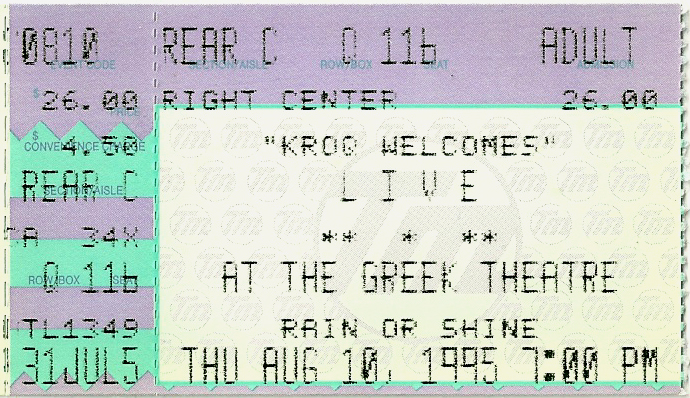 0810 REAR C Q 116 ADULT
EVENT CODE SECTION/AISLE ROW/BOX SEAT ADMISSION
$ 26.00 RIGHT CENTER 26.00
PRICE
$ 4.50 "KROQ WELCOMES"
CONVENIENCE CHARGE
REAR C L I V E
SECTION/AISLE
34X ** * **
Q 116 AT THE GREEK THEATRE
ROW/BOX SEAT
TL1349 RAIN OR SHINE
31JUL5 THU AUG 10, 1995 7:00 PM